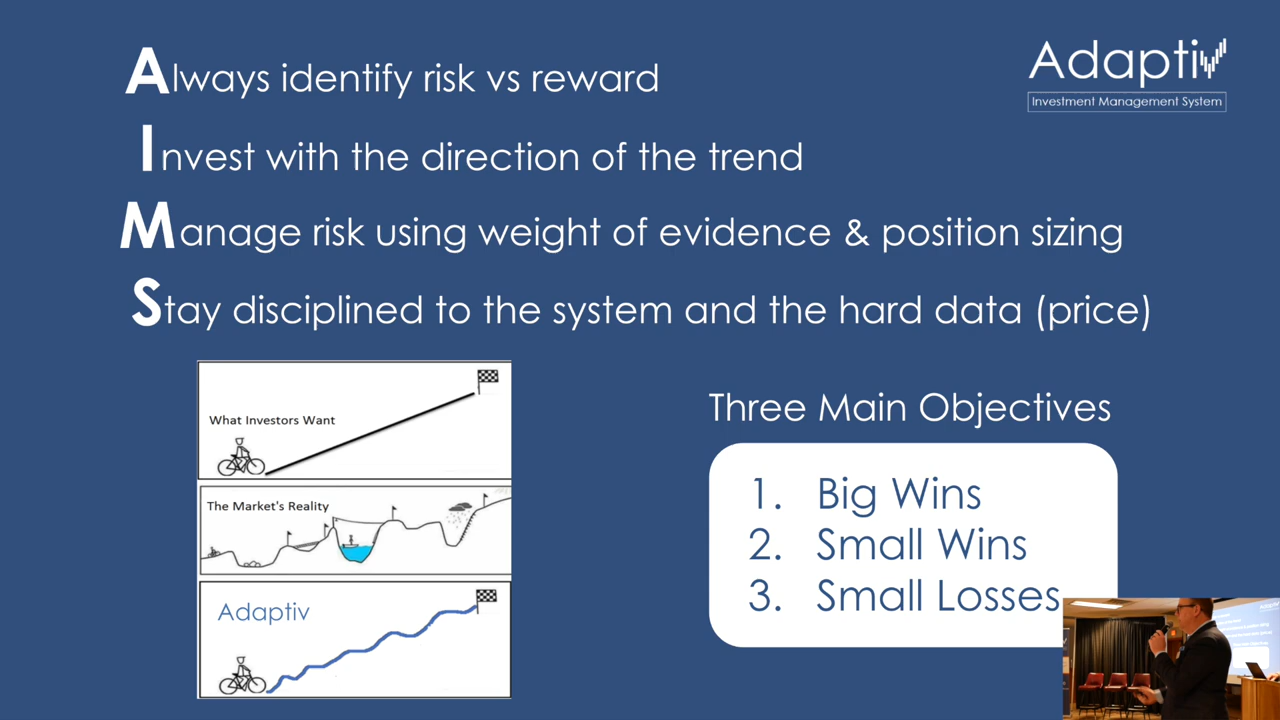 Always identify risk vs reward
Invest with the direction of the trend
Manage risk using weight of evidence & position sizing
Stay disciplined to the system and the hard data (price)
Adaptiv
Investment Management System
What Investors Want
The Market's Reality
Adaptiv
Three Main Objectives
1. Big Wins
2. Small Wins
3. Small Losses